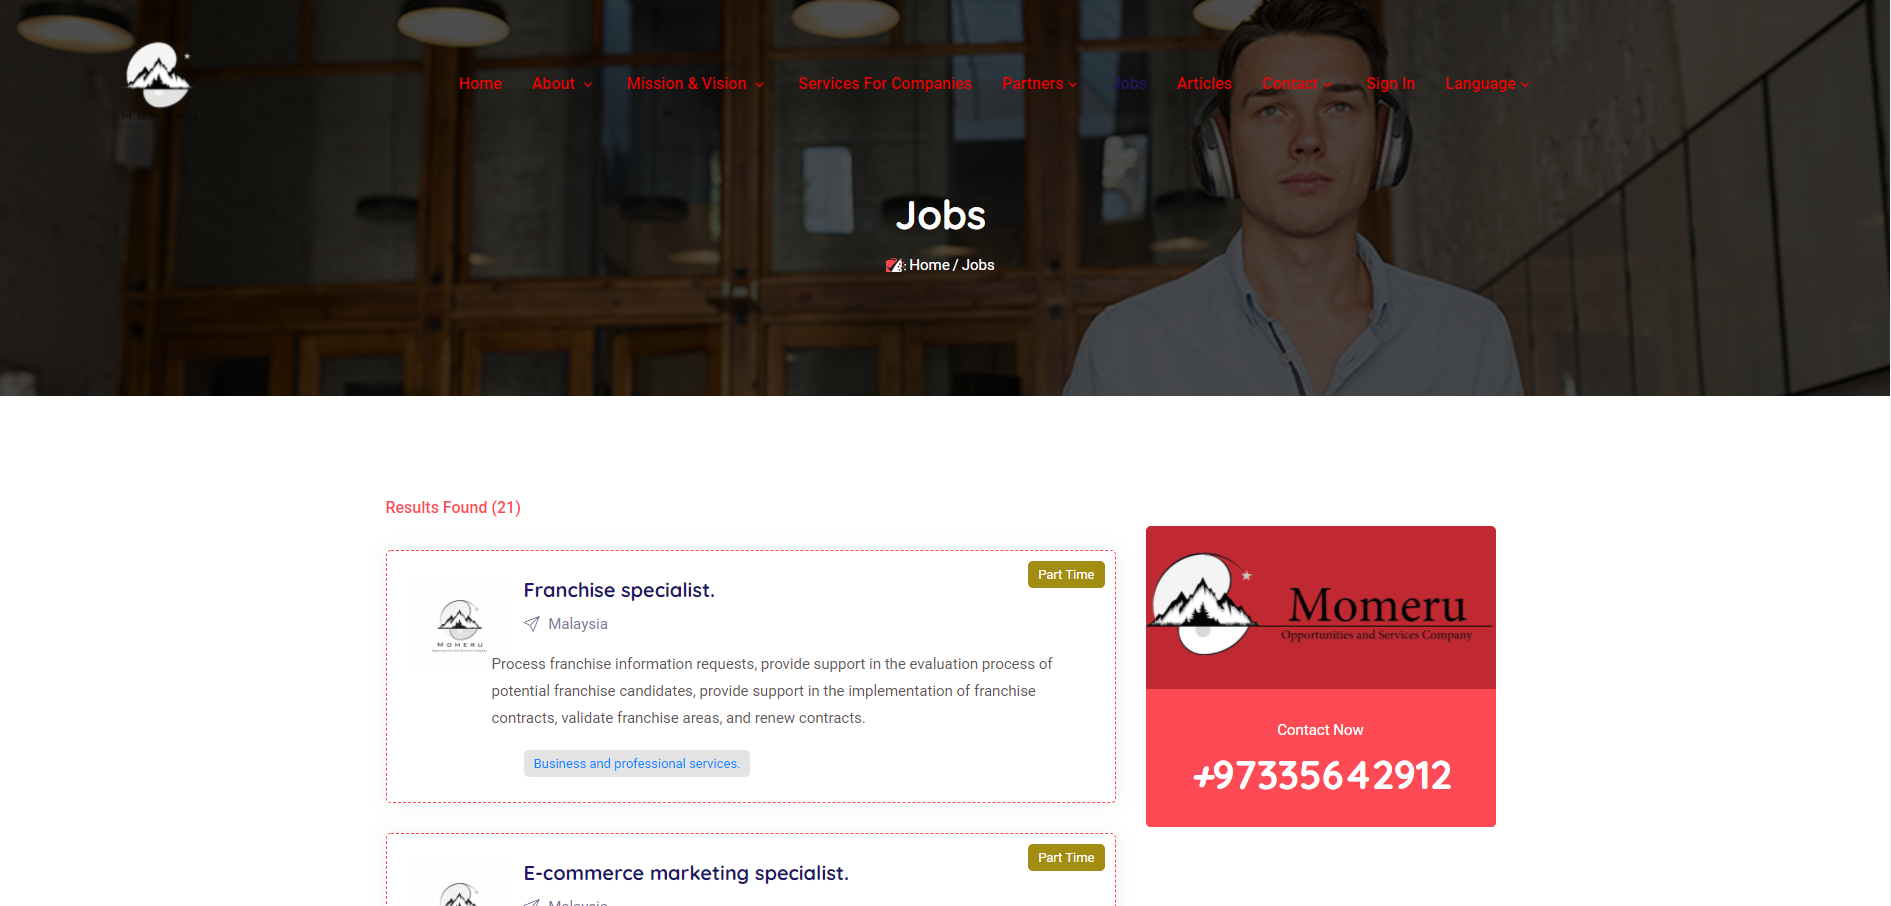 Home About Mission & Vision Services For Companies Partners Jobs Articles Contact Sign In Language
MOMERU
Jobs
Home / Jobs
Results Found (21)
Part Time
Franchise specialist.
Malaysia
MOMERU
Process franchise information requests, provide support in the evaluation process of
potential franchise candidates, provide support in the implementation of franchise
contracts, validate franchise areas, and renew contracts.
Business and professional services.
Part Time
E-commerce marketing specialist.
Malaysia
Momeru
Opportunities and Services Company
Contact Now
+97335642912